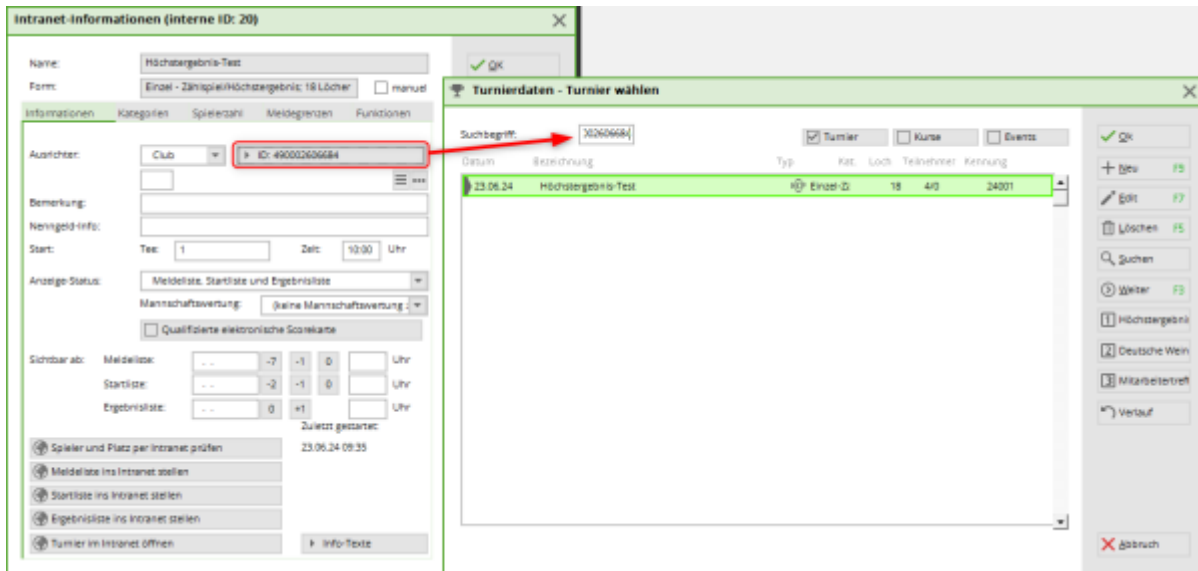 Intranet-Informationen (interne ID: 20)
Name: Höchstergebnis-Test
Form: Einzel - Zählspiel/Höchstergebnis; 18 Löcher manuel
OK
Informationen Kategorien Spielerzahl Meldegrenzen Funktionen
Ausrichter: Club ID: 490002606684
Bemerkung:
Nenngeld-Info:
Start: Tee: 1 Zeit: 10:00 Uhr
Anzeige-Status: Meldeliste, Startliste und Ergebnisliste
Mannschaftswertung: (keine Mannschaftswertung
Qualifizierte elektronische Scorekarte
Sichtbar ab: Meldeliste: . . -7 -1 0 Uhr
Startliste: . . -2 -1 0 Uhr
Ergebnisliste: . . 0 +1 Uhr
Zuletzt gestartet:
Spieler und Platz per Intranet prüfen 23.06.24 09:35
Meldeliste ins Intranet stellen
Startliste ins Intranet stellen
Ergebnisliste ins Intranet stellen
Turnier im Intranet öffnen Info-Texte
Turnierdaten - Turnier wählen
Suchbegriff: 02606684 Turnier Kurse Events
Datum Bezeichnung Typ Kat. Loch Teilnehmer Kennung
23.06.24 Höchstergebnis-Test Einzel-Zä 18 4/0 24001
Ok
Neu F9
Edit F7
Löschen F5
Suchen
Weiter F3
1 Höchstergebnis
2 Deutsche Wein
3 Mitarbeitertreff
Verlauf
Abbruch